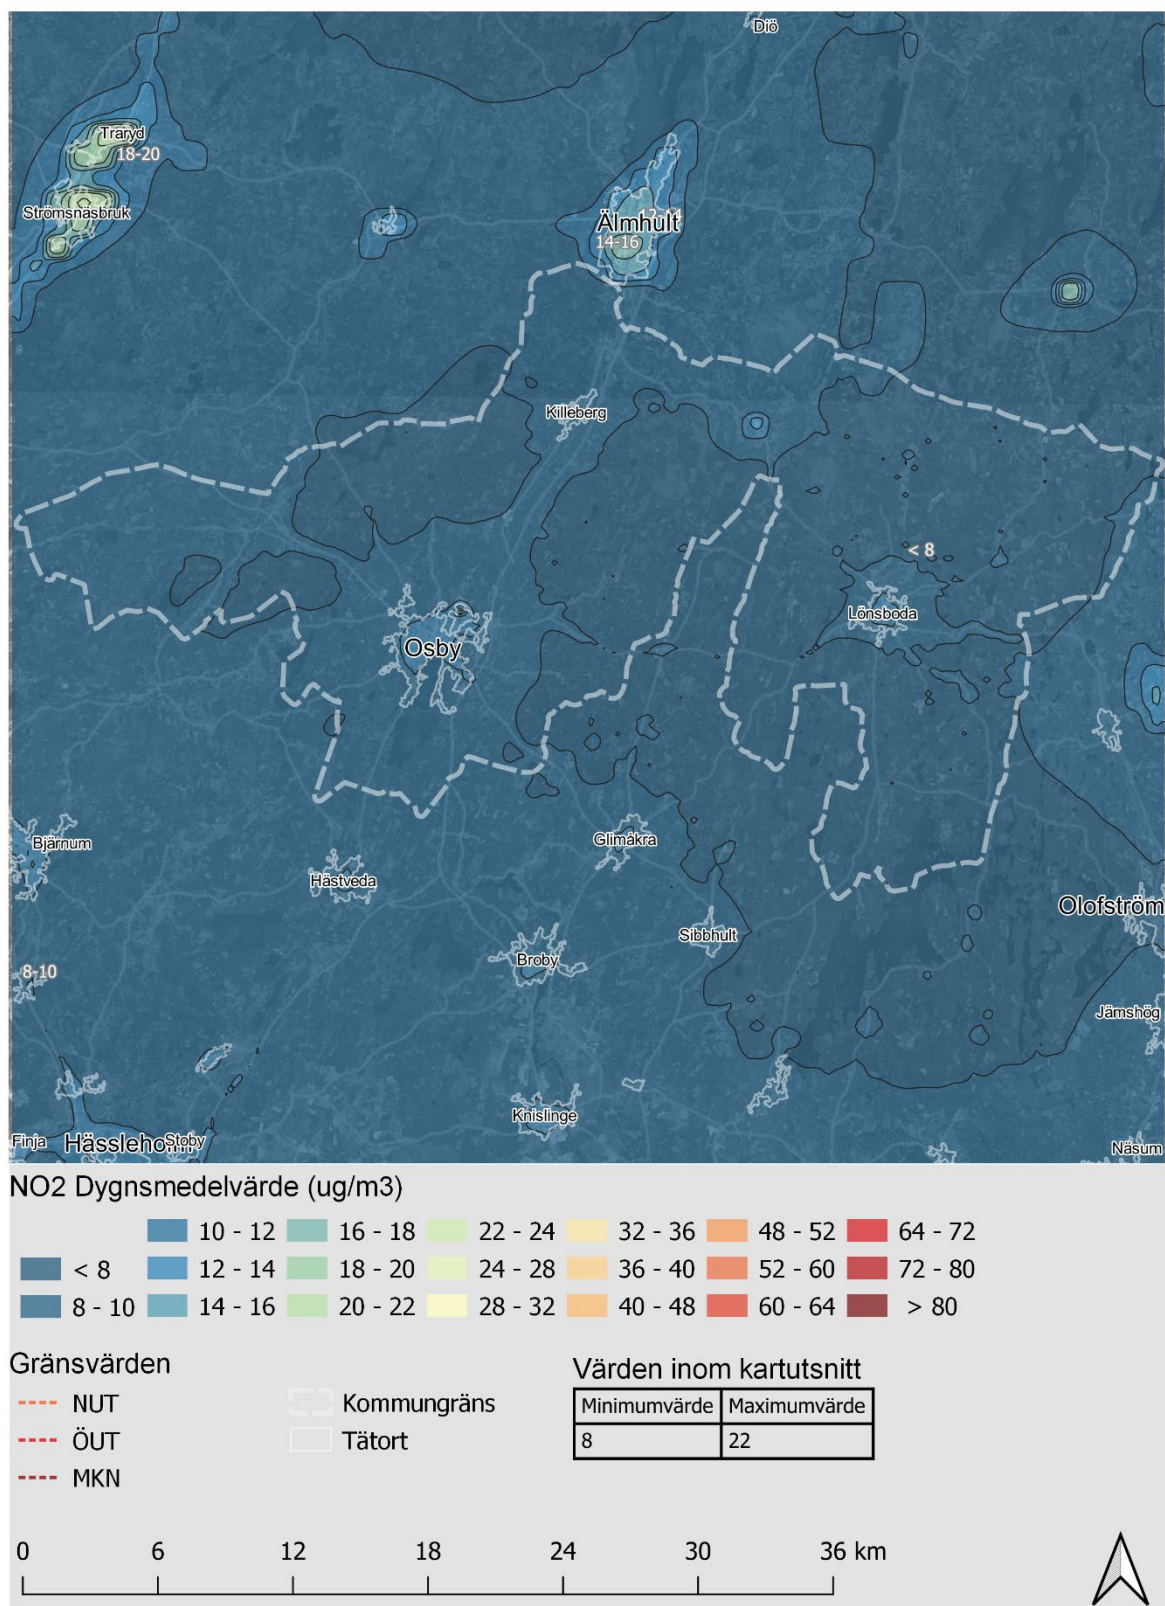 Diö
Traryd
18-20
Strömsnäsbruk
12-14
Älmhult
14-16
Killeberg
< 8
Lönsboda
Osby
Glimåkra
Bjärnum
Hästveda
Olofström
Sibbhult
Broby
8-10
Jämshög
Knislinge
Finja
Hässleho
Stoby
Näsum
NO2 Dygnsmedelvärde (ug/m3)
10 - 12 16 - 18 22 - 24 32 - 36 48 - 52 64 - 72
< 8 12 - 14 18 - 20 24 - 28 36 - 40 52 - 60 72 - 80
8 - 10 14 - 16 20 - 22 28 - 32 40 - 48 60 - 64 > 80
Gränsvärden
NUT
ÖUT
MKN
Kommungräns
Tätort
Värden inom kartutsnitt
Minimumvärde Maximumvärde
8 22
0 6 12 18 24 30 36 km